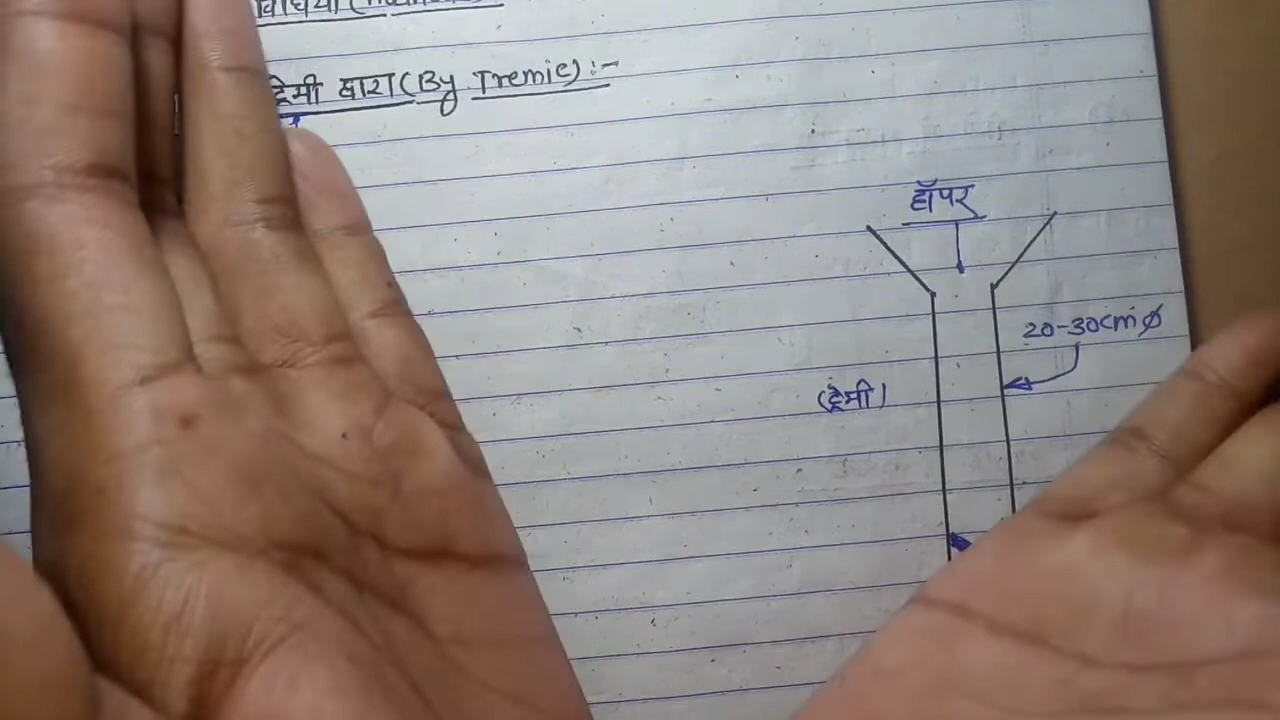 ट्रेमी द्वारा (By Tremie) :-
हॉपर
20-30cm ϕ
(ट्रेमी)